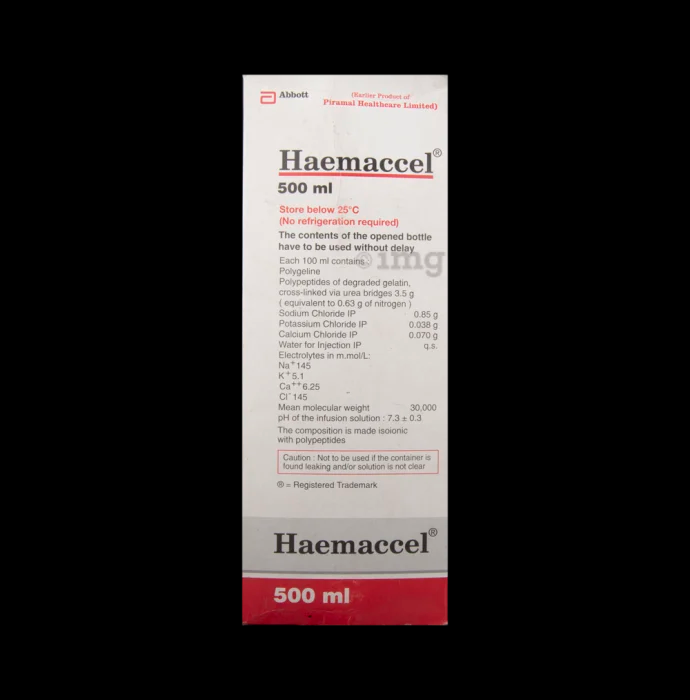 Abbott
(Earlier Product of
Piramal Healthcare Limited)
Haemaccel®
500 ml
Store below 25°C
(No refrigeration required)
The contents of the opened bottle
have to be used without delay
img
Each 100 ml contains
Polygeline
Polypeptides of degraded gelatin,
cross-linked via urea bridges 3.5 g
( equivalent to 0.63 g of nitrogen )
Sodium Chloride IP 0.85 g
Potassium Chloride IP 0.038 g
Calcium Chloride IP 0.070 g
Water for Injection IP q.s.
Electrolytes in m.mol/L:
Na⁺145
K⁺5.1
Ca⁺⁺6.25
Cl⁻145
Mean molecular weight 30,000
pH of the infusion solution : 7.3 ± 0.3
The composition is made isoionic
with polypeptides
Caution : Not to be used if the container is
found leaking and/or solution is not clear
® = Registered Trademark
Haemaccel®
500 ml